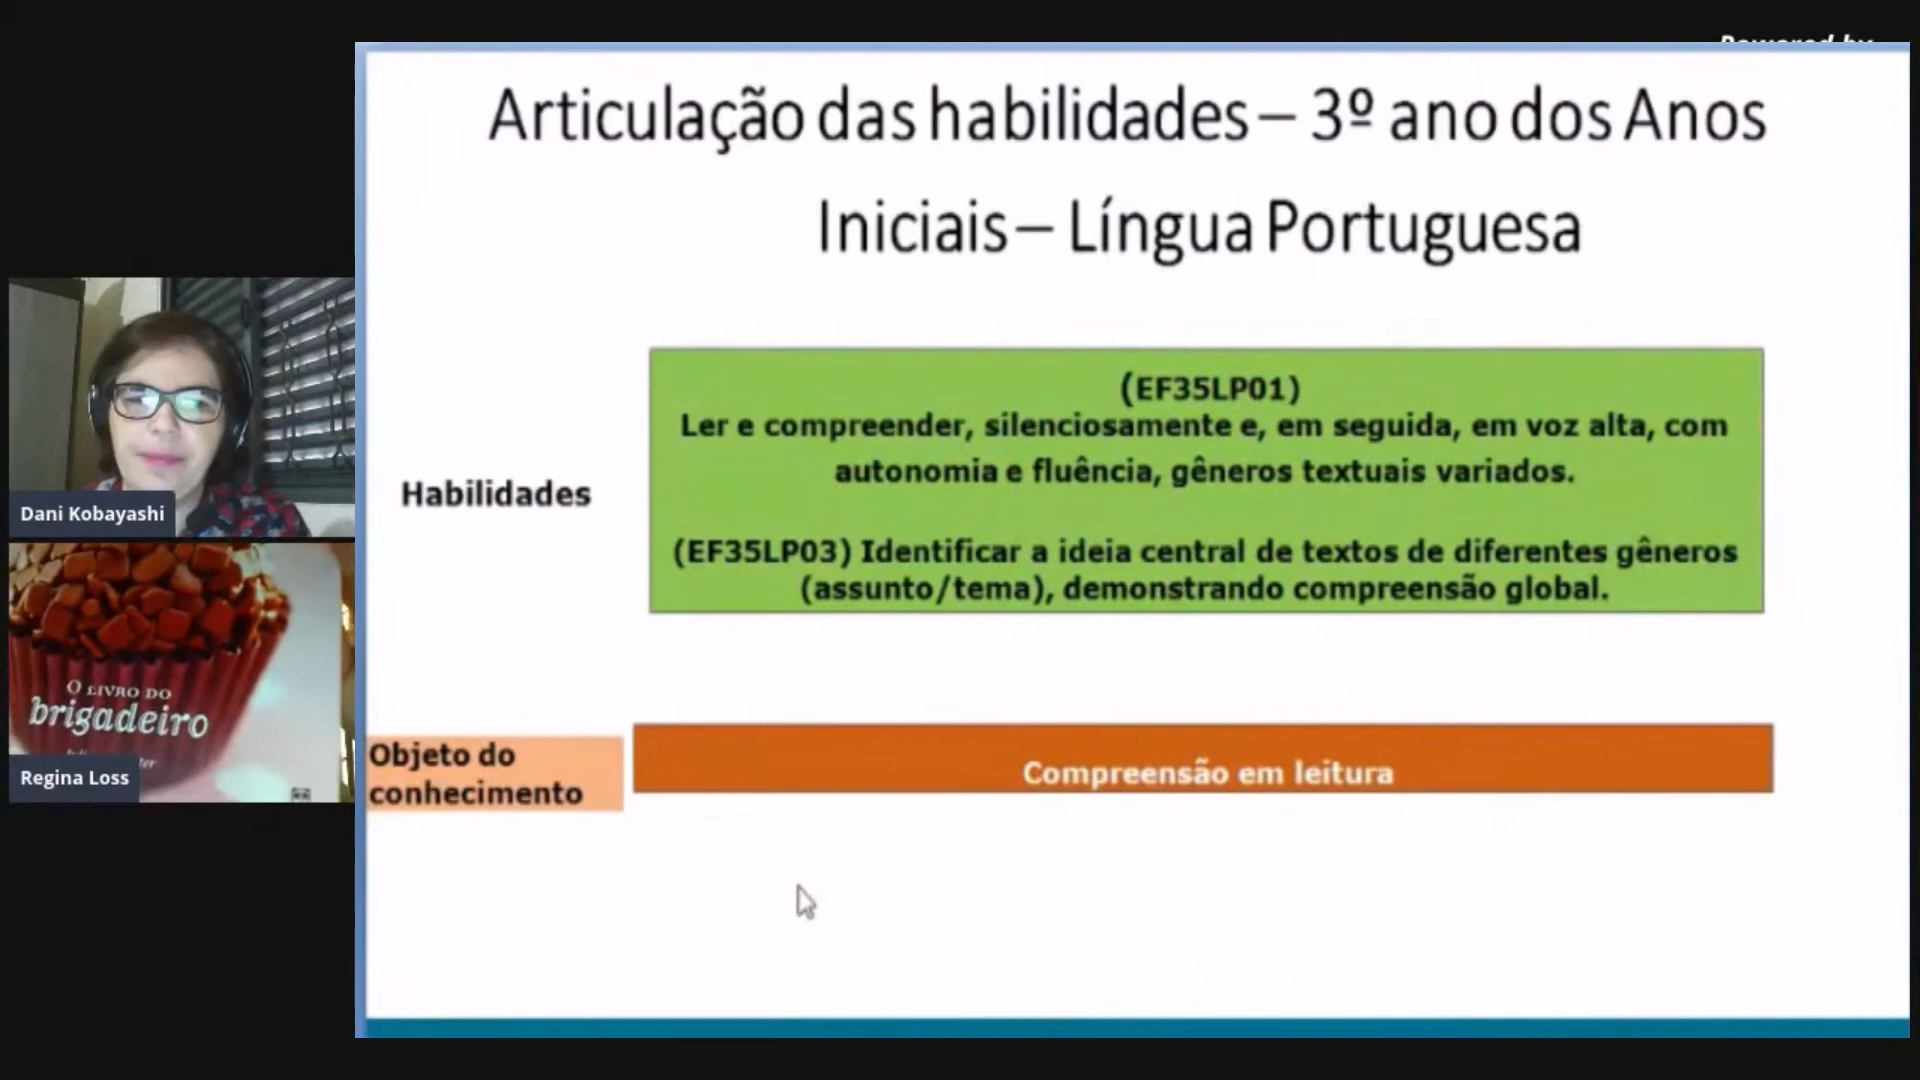 Powered by
Articulação das habilidades – 3º ano dos Anos
Iniciais – Língua Portuguesa
Habilidades
(EF35LP01)
Ler e compreender, silenciosamente e, em seguida, em voz alta, com
autonomia e fluência, gêneros textuais variados.
(EF35LP03) Identificar a ideia central de textos de diferentes gêneros
(assunto/tema), demonstrando compreensão global.
Objeto do
conhecimento
Compreensão em leitura
Dani Kobayashi
O LIVRO DO
brigadeiro
Regina Loss